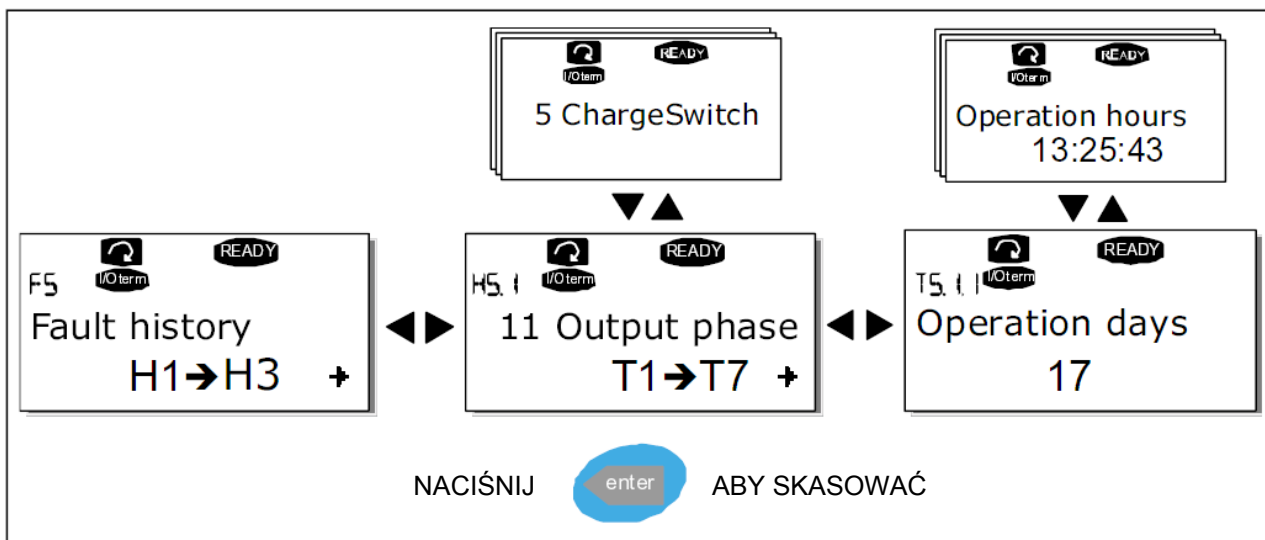 READY
I/Oterm
5 ChargeSwitch
READY
I/Oterm
Operation hours
13:25:43
READY
F5 I/Oterm
Fault history
H1➔H3
READY
H5.1 I/Oterm
11 Output phase
T1➔T7
READY
T5.1.1 I/Oterm
Operation days
17
NACIŚNIJ enter ABY SKASOWAĆ